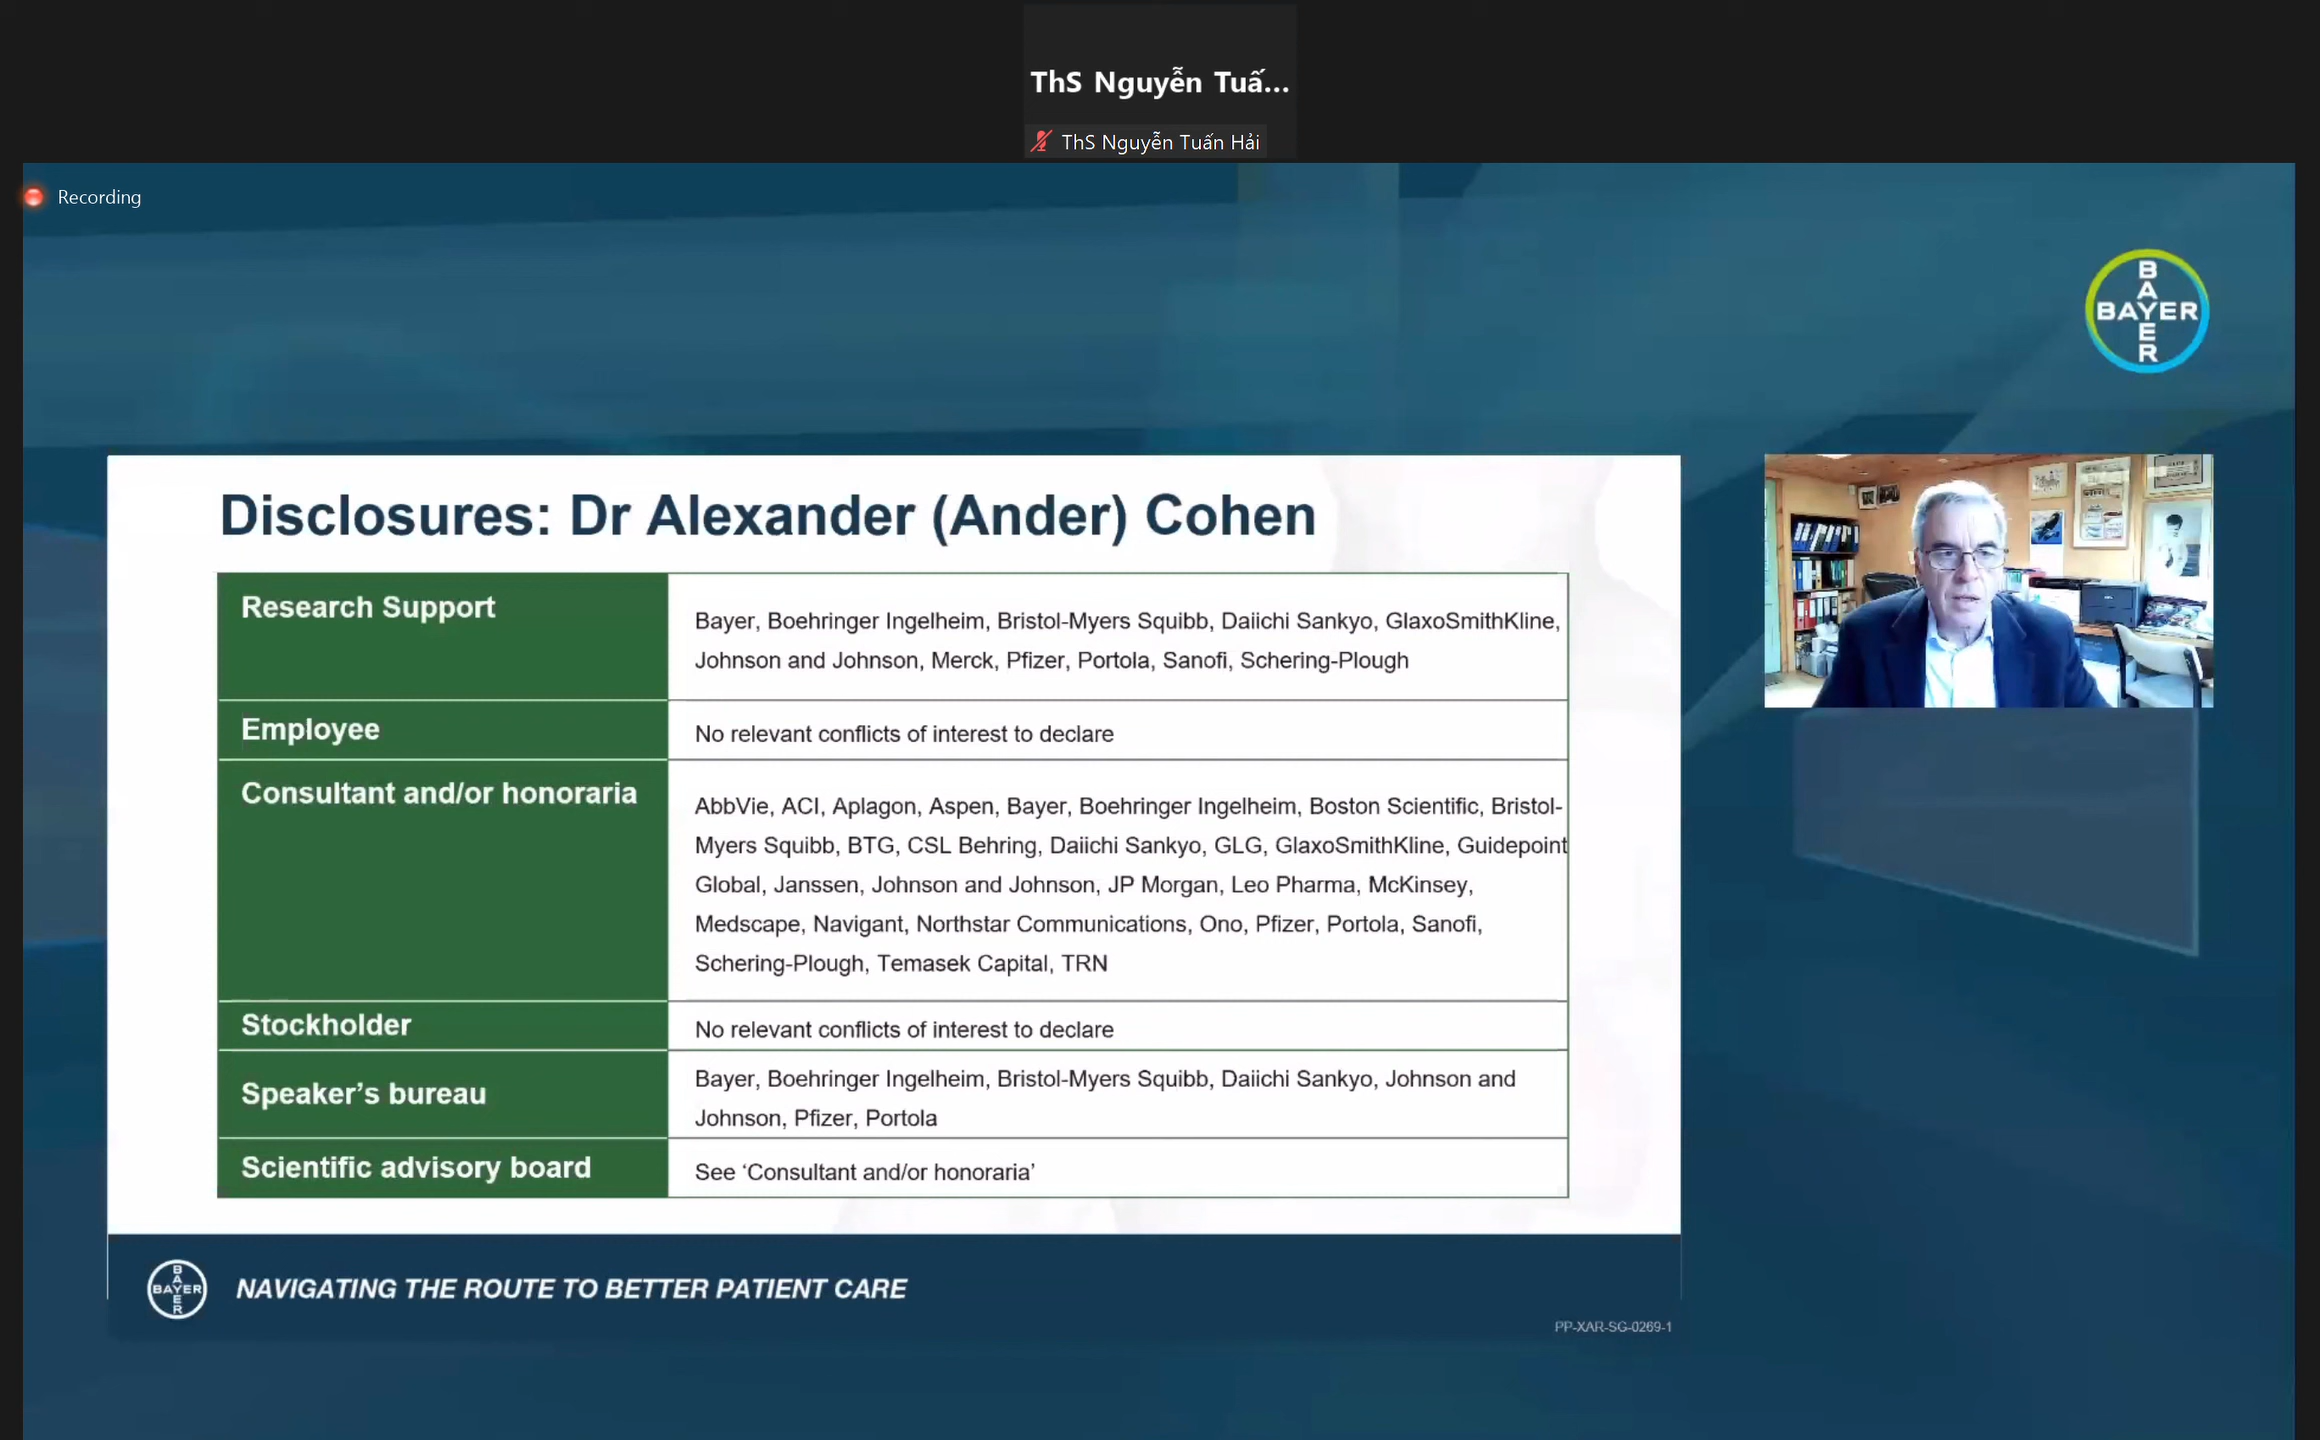 ThS Nguyễn Tuấ...
ThS Nguyễn Tuấn Hải
Recording
BAYER
BAYER
Disclosures: Dr Alexander (Ander) Cohen
Research Support
Bayer, Boehringer Ingelheim, Bristol-Myers Squibb, Daiichi Sankyo, GlaxoSmithKline,
Johnson and Johnson, Merck, Pfizer, Portola, Sanofi, Schering-Plough
Employee
No relevant conflicts of interest to declare
Consultant and/or honoraria
AbbVie, ACI, Aplagon, Aspen, Bayer, Boehringer Ingelheim, Boston Scientific, Bristol-
Myers Squibb, BTG, CSL Behring, Daiichi Sankyo, GLG, GlaxoSmithKline, Guidepoint
Global, Janssen, Johnson and Johnson, JP Morgan, Leo Pharma, McKinsey,
Medscape, Navigant, Northstar Communications, Ono, Pfizer, Portola, Sanofi,
Schering-Plough, Temasek Capital, TRN
Stockholder
No relevant conflicts of interest to declare
Speaker’s bureau
Bayer, Boehringer Ingelheim, Bristol-Myers Squibb, Daiichi Sankyo, Johnson and
Johnson, Pfizer, Portola
Scientific advisory board
See ‘Consultant and/or honoraria’
BAYER
BAYER
NAVIGATING THE ROUTE TO BETTER PATIENT CARE
PP-XAR-SG-0269-1